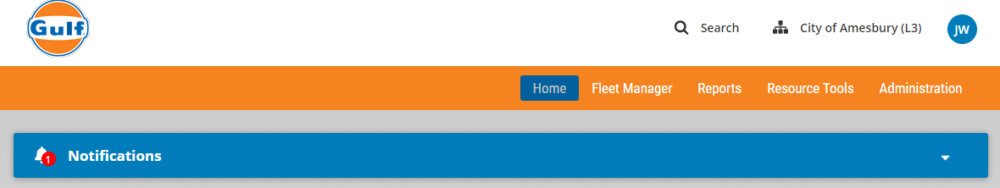 Gulf
Search
City of Amesbury (L3)
JW
Home
Fleet Manager
Reports
Resource Tools
Administration
1
Notifications